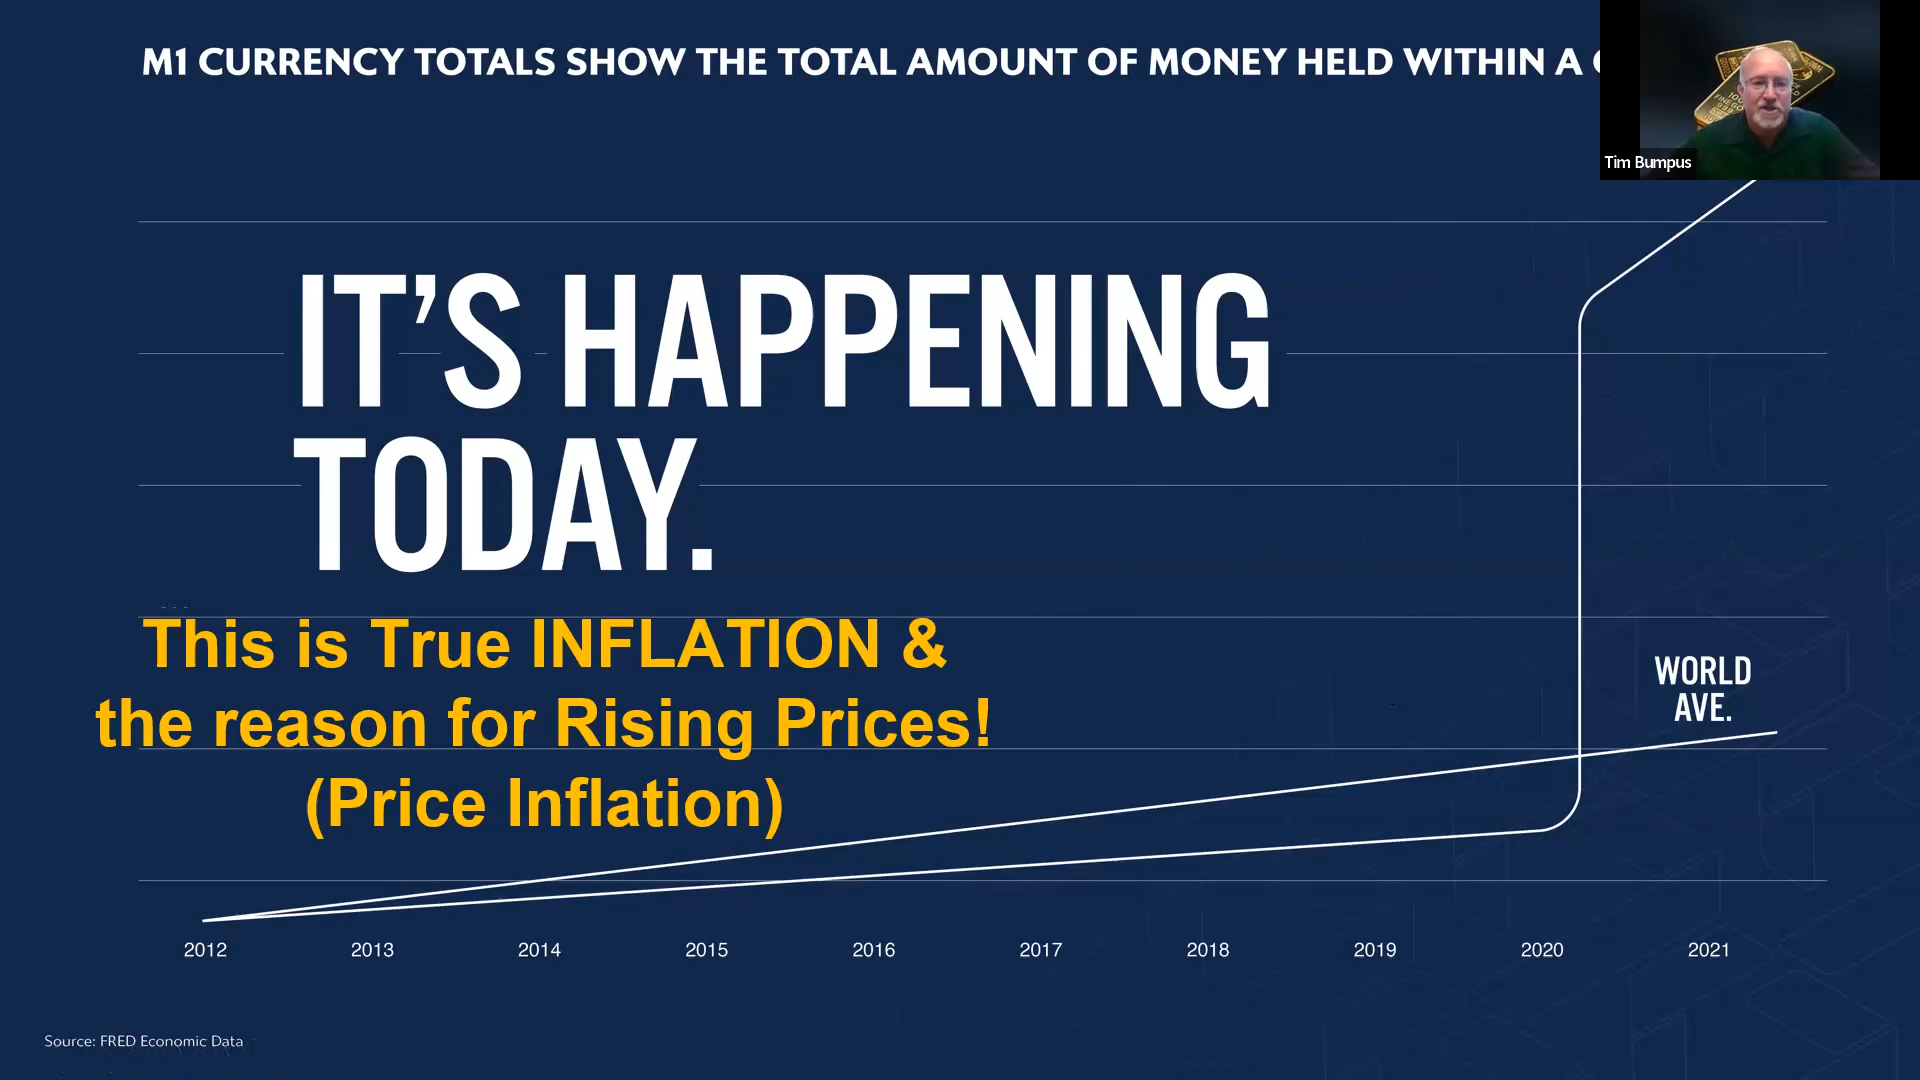 M1 CURRENCY TOTALS SHOW THE TOTAL AMOUNT OF MONEY HELD WITHIN A
Tim Bumpus
IT'S HAPPENING
TODAY.
This is True INFLATION &
the reason for Rising Prices!
(Price Inflation)
WORLD
AVE.
2012 2013 2014 2015 2016 2017 2018 2019 2020 2021
Source: FRED Economic Data